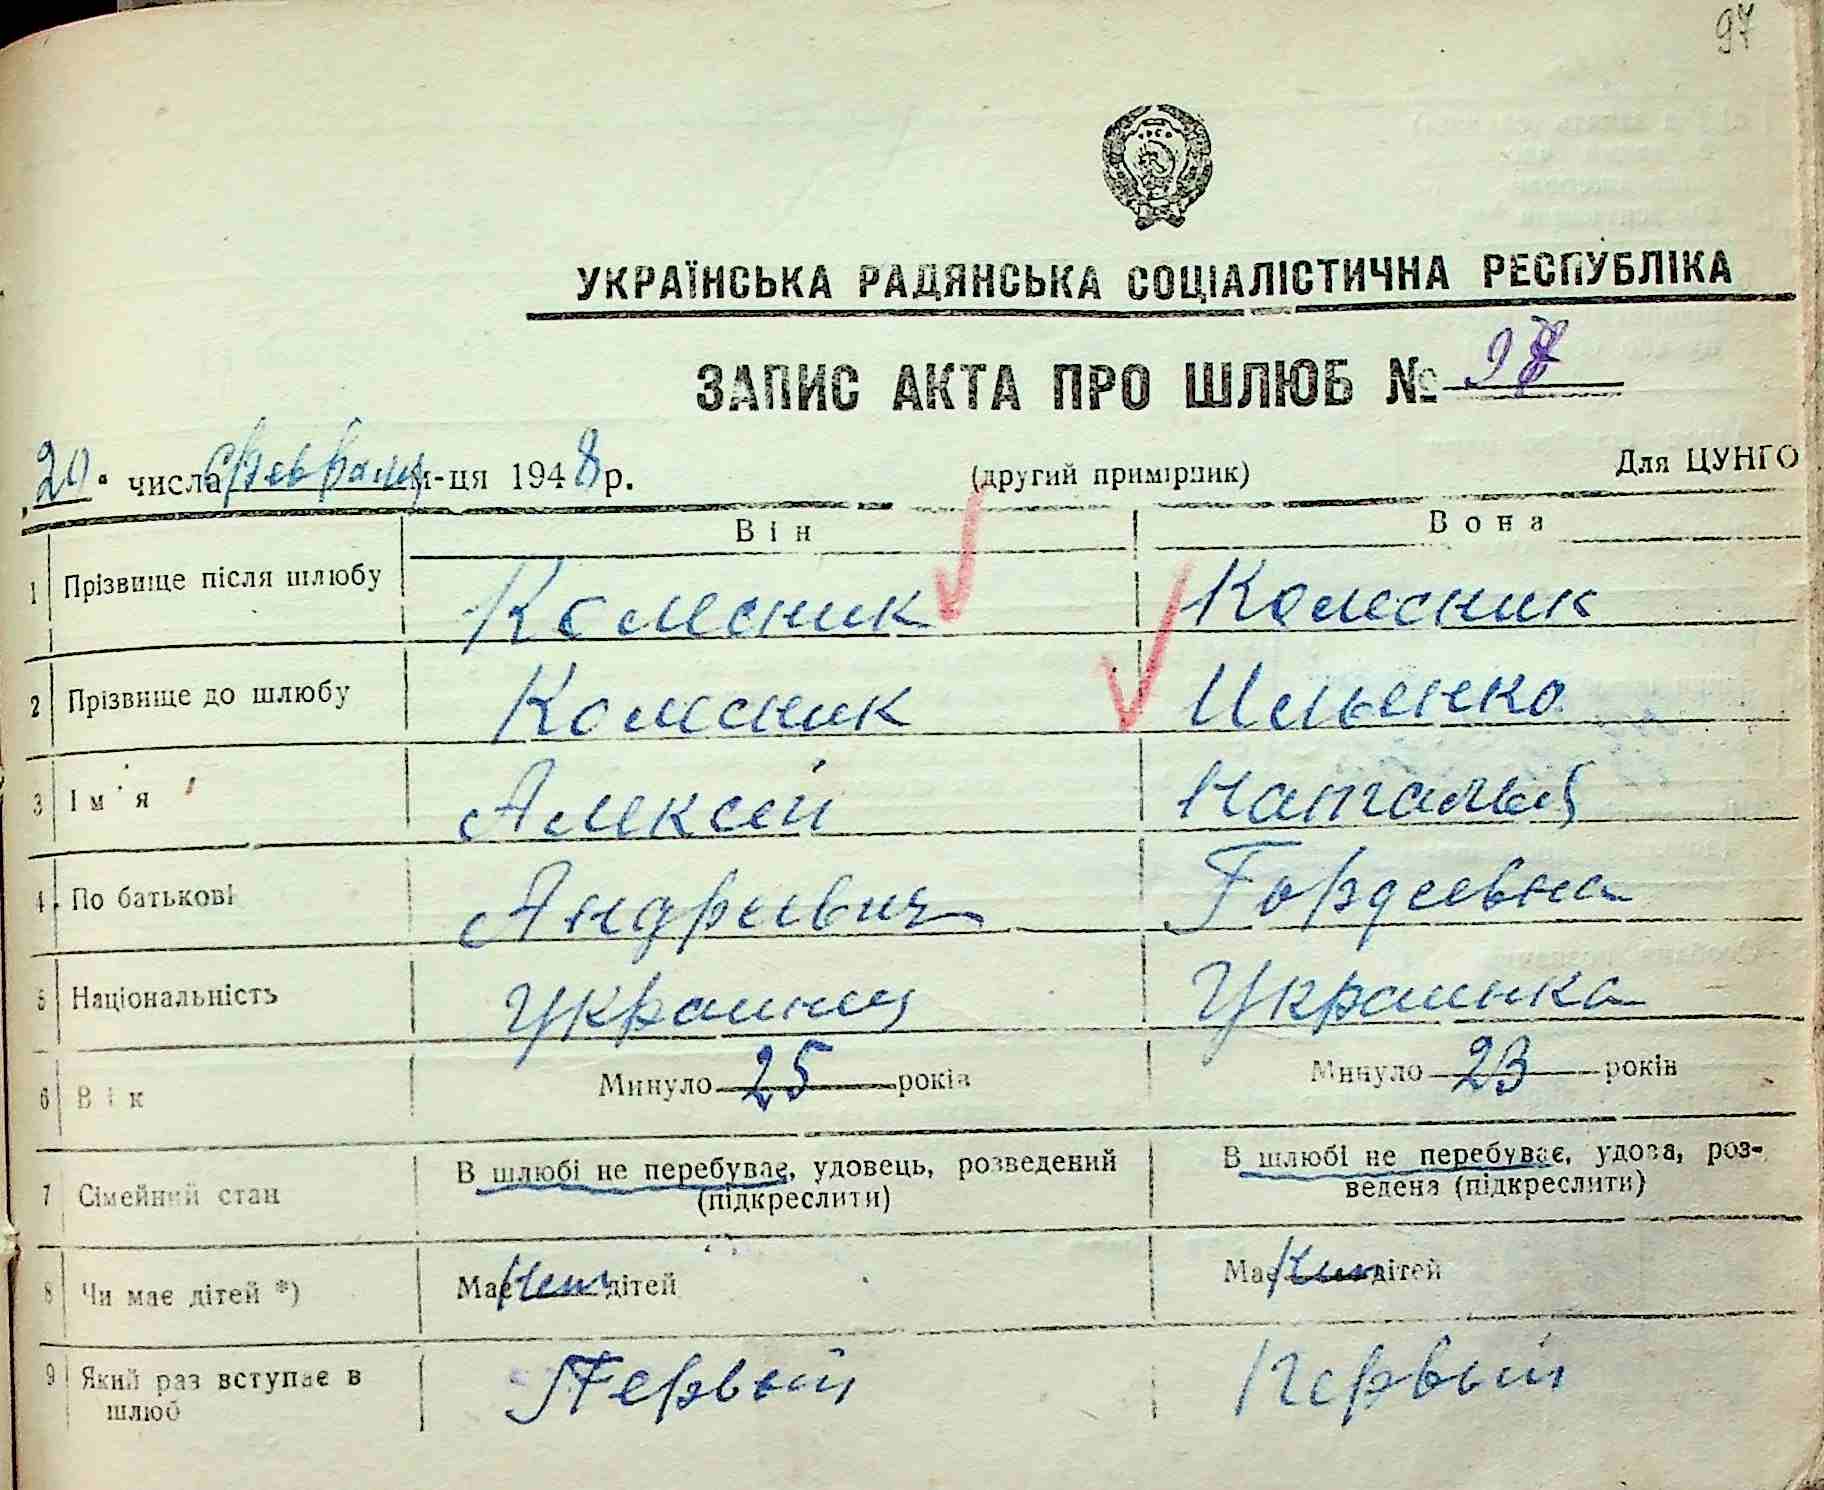 97
УКРАЇНСЬКА РАДЯНСЬКА СОЦІАЛІСТИЧНА РЕСПУБЛІКА
ЗАПИС АКТА ПРО ШЛЮБ № 97
"20" числа февраля м-ця 1948 р. (другий примірник) Для ЦУНГО
Він Вона
1 Прізвище після шлюбу Колесник Колесник
2 Прізвище до шлюбу Колесник Ильенко
3 Ім'я Алексей Наталья
4 По батькові Андреевич Гордеевна
5 Національність Украинец Украинка
6 Вік Минуло 25 років Минуло 23 років
7 Сімейний стан В шлюбі не перебуває, удовець, розведений (підкреслити) В шлюбі не перебуває, удова, роз-
ведена (підкреслити)
8 Чи має дітей *) Має нет дітей Має нет дітей
9 Який раз вступає в Первый Первый
шлюб